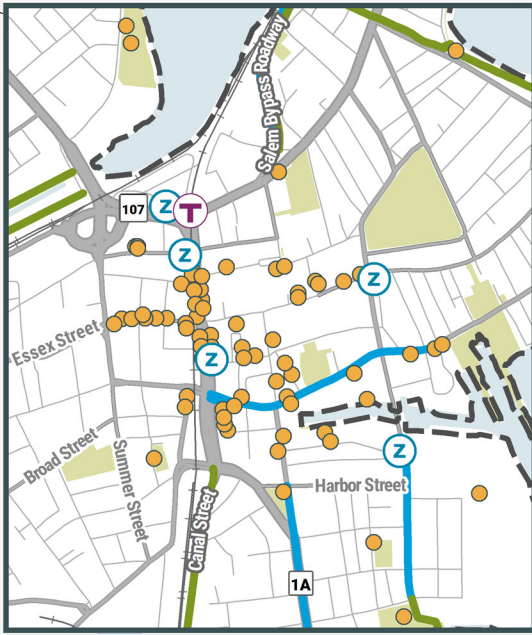 Salem Bypass Roadway
107
Z
T
Z
Z
Essex Street
Z
Broad Street
Summer Street
Z
Harbor Street
Canal Street
1A